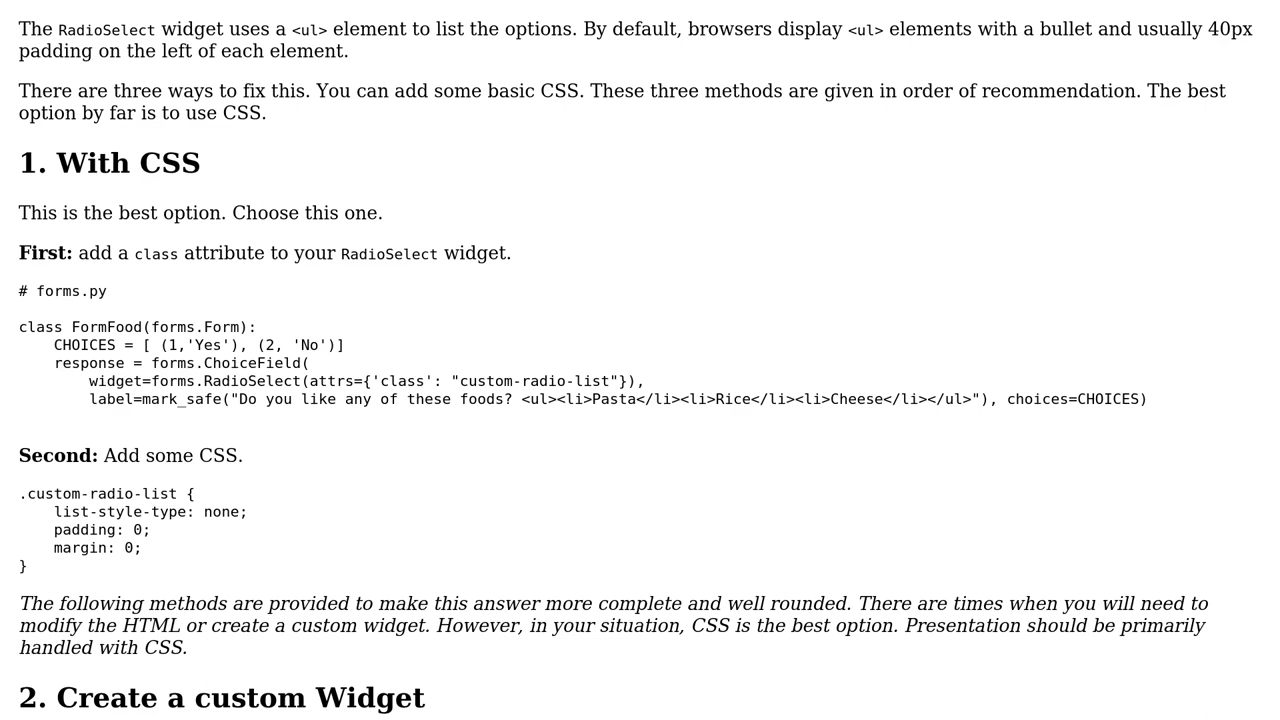 The RadioSelect widget uses a <ul> element to list the options. By default, browsers display <ul> elements with a bullet and usually 40px
padding on the left of each element.
There are three ways to fix this. You can add some basic CSS. These three methods are given in order of recommendation. The best
option by far is to use CSS.
1. With CSS
This is the best option. Choose this one.
First: add a class attribute to your RadioSelect widget.
# forms.py
class FormFood(forms.Form):
    CHOICES = [ (1,'Yes'), (2, 'No')]
    response = forms.ChoiceField(
        widget=forms.RadioSelect(attrs={'class': "custom-radio-list"}),
        label=mark_safe("Do you like any of these foods? <ul><li>Pasta</li><li>Rice</li><li>Cheese</li></ul>"), choices=CHOICES)
Second: Add some CSS.
.custom-radio-list {
    list-style-type: none;
    padding: 0;
    margin: 0;
}
The following methods are provided to make this answer more complete and well rounded. There are times when you will need to
modify the HTML or create a custom widget. However, in your situation, CSS is the best option. Presentation should be primarily
handled with CSS.
2. Create a custom Widget